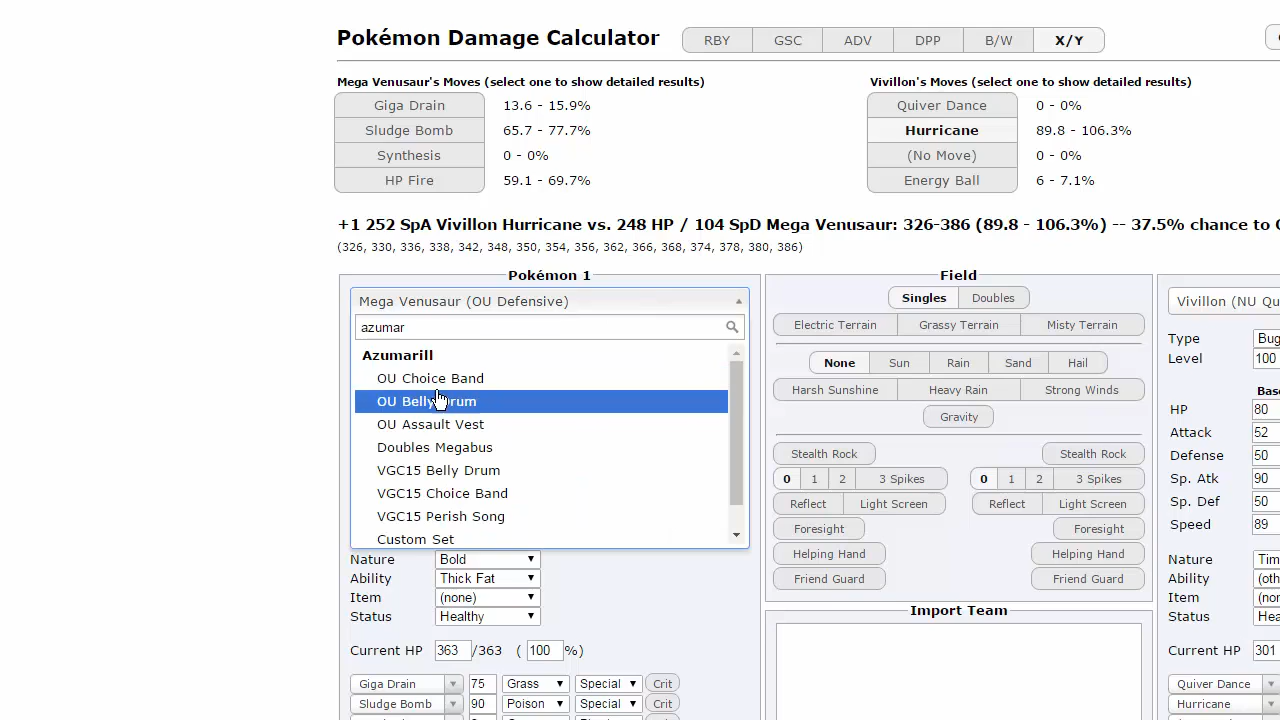 Pokémon Damage Calculator RBY GSC ADV DPP B/W X/Y
Mega Venusaur's Moves (select one to show detailed results)
Giga Drain 13.6 - 15.9%
Sludge Bomb 65.7 - 77.7%
Synthesis 0 - 0%
HP Fire 59.1 - 69.7%
Vivillon's Moves (select one to show detailed results)
Quiver Dance 0 - 0%
Hurricane 89.8 - 106.3%
(No Move) 0 - 0%
Energy Ball 6 - 7.1%
+1 252 SpA Vivillon Hurricane vs. 248 HP / 104 SpD Mega Venusaur: 326-386 (89.8 - 106.3%) -- 37.5% chance to
(326, 330, 336, 338, 342, 348, 350, 354, 356, 362, 366, 368, 374, 378, 380, 386)
Pokémon 1
Mega Venusaur (OU Defensive)
azumar
Azumarill
OU Choice Band
OU Belly Drum
OU Assault Vest
Doubles Megabus
VGC15 Belly Drum
VGC15 Choice Band
VGC15 Perish Song
Custom Set
Nature Bold
Ability Thick Fat
Item (none)
Status Healthy
Current HP 363 /363 ( 100 %)
Giga Drain 75 Grass Special Crit
Sludge Bomb 90 Poison Special Crit
Field
Singles Doubles
Electric Terrain Grassy Terrain Misty Terrain
None Sun Rain Sand Hail
Harsh Sunshine Heavy Rain Strong Winds
Gravity
Stealth Rock Stealth Rock
0 1 2 3 Spikes 0 1 2 3 Spikes
Reflect Light Screen Reflect Light Screen
Foresight Foresight
Helping Hand Helping Hand
Friend Guard Friend Guard
Import Team
Vivillon (NU Qu
Type Bug
Level 100
Base
HP 80
Attack 52
Defense 50
Sp. Atk 90
Sp. Def 50
Speed 89
Nature Tim
Ability (oth
Item (non
Status Hea
Current HP 301
Quiver Dance
Hurricane